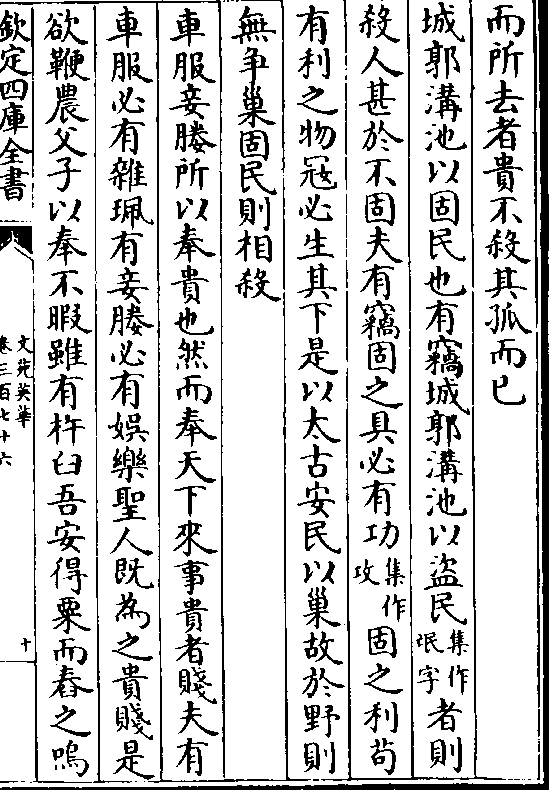 而所去者貴不殺其孤而已
城郭溝池以固民也有竊城郭溝池以盜民集作氓字者則
殺人甚於不固夫有竊固之具必有功集作攻固之利茍
有利之物冦必生其下是以太古安民以巢故於野則
無爭巢固民則相殺
車服妾媵所以奉貴也然而奉天下來事貴者賤夫有
車服必有雜珮有妾媵必有娯樂聖人旣為之貴賤是
欲鞭農父子以奉不暇雖有杵臼吾安得粟而舂之嗚
欽定四庫全書
文苑英華
卷三百七十六
十